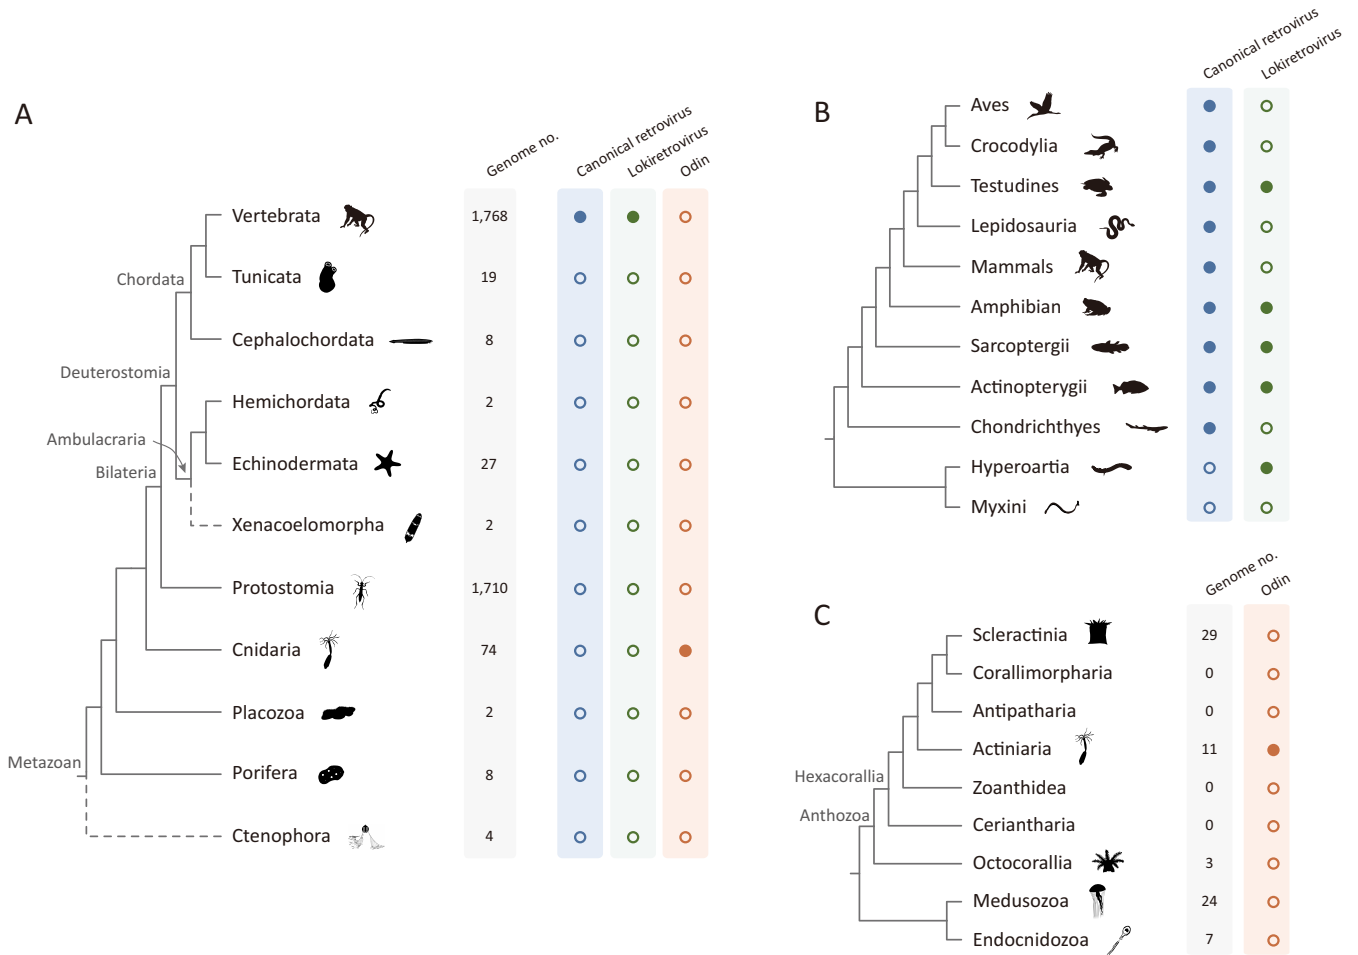 A
Genome no.
Canonical retrovirus
Lokiretrovirus
Odin
Vertebrata 1,768
Chordata
Tunicata 19
Cephalochordata 8
Deuterostomia
Hemichordata 2
Ambulacraria
Echinodermata 27
Bilateria
Xenacoelomorpha 2
Protostomia 1,710
Cnidaria 74
Placozoa 2
Metazoan
Porifera 8
Ctenophora 4
B
Canonical retrovirus
Lokiretrovirus
Aves
Crocodylia
Testudines
Lepidosauria
Mammals
Amphibian
Sarcoptergii
Actinopterygii
Chondrichthyes
Hyperoartia
Myxini
C
Genome no.
Odin
Scleractinia 29
Corallimorpharia 0
Antipatharia 0
Actiniaria 11
Hexacorallia
Zoanthidea 0
Anthozoa
Ceriantharia 0
Octocorallia 3
Medusozoa 24
Endocnidozoa 7